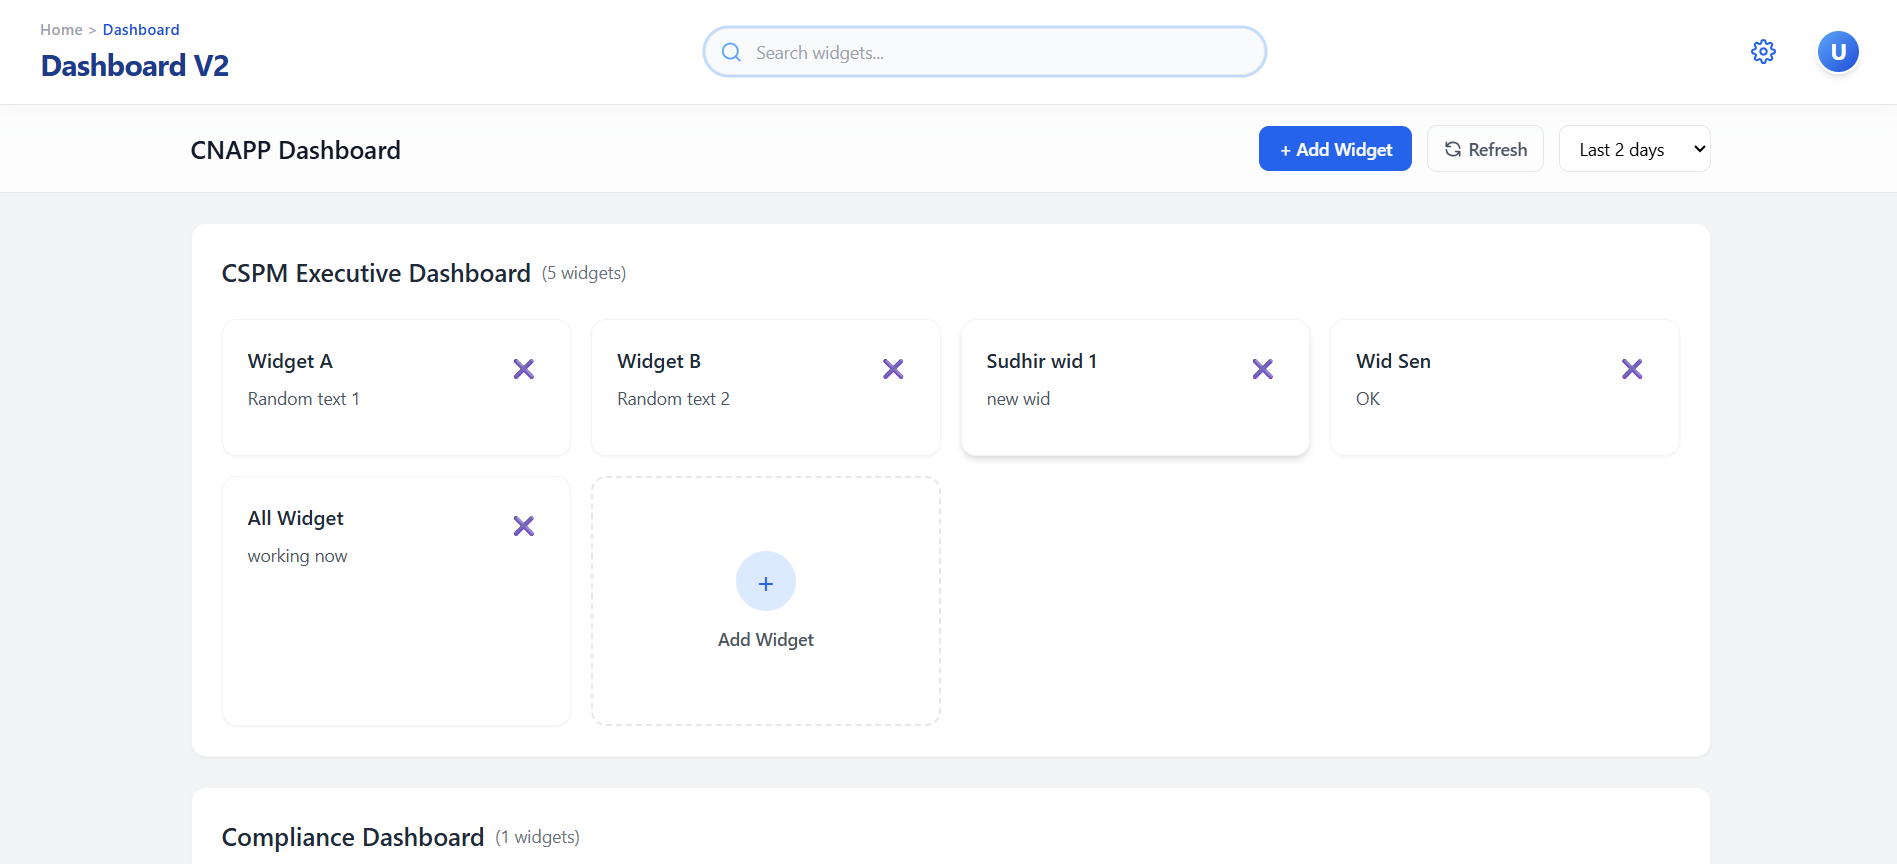 Home > Dashboard
Dashboard V2
Search widgets...
U
CNAPP Dashboard
+ Add Widget
Refresh
Last 2 days
CSPM Executive Dashboard (5 widgets)
Widget A
Random text 1
Widget B
Random text 2
Sudhir wid 1
new wid
Wid Sen
OK
All Widget
working now
+
Add Widget
Compliance Dashboard (1 widgets)